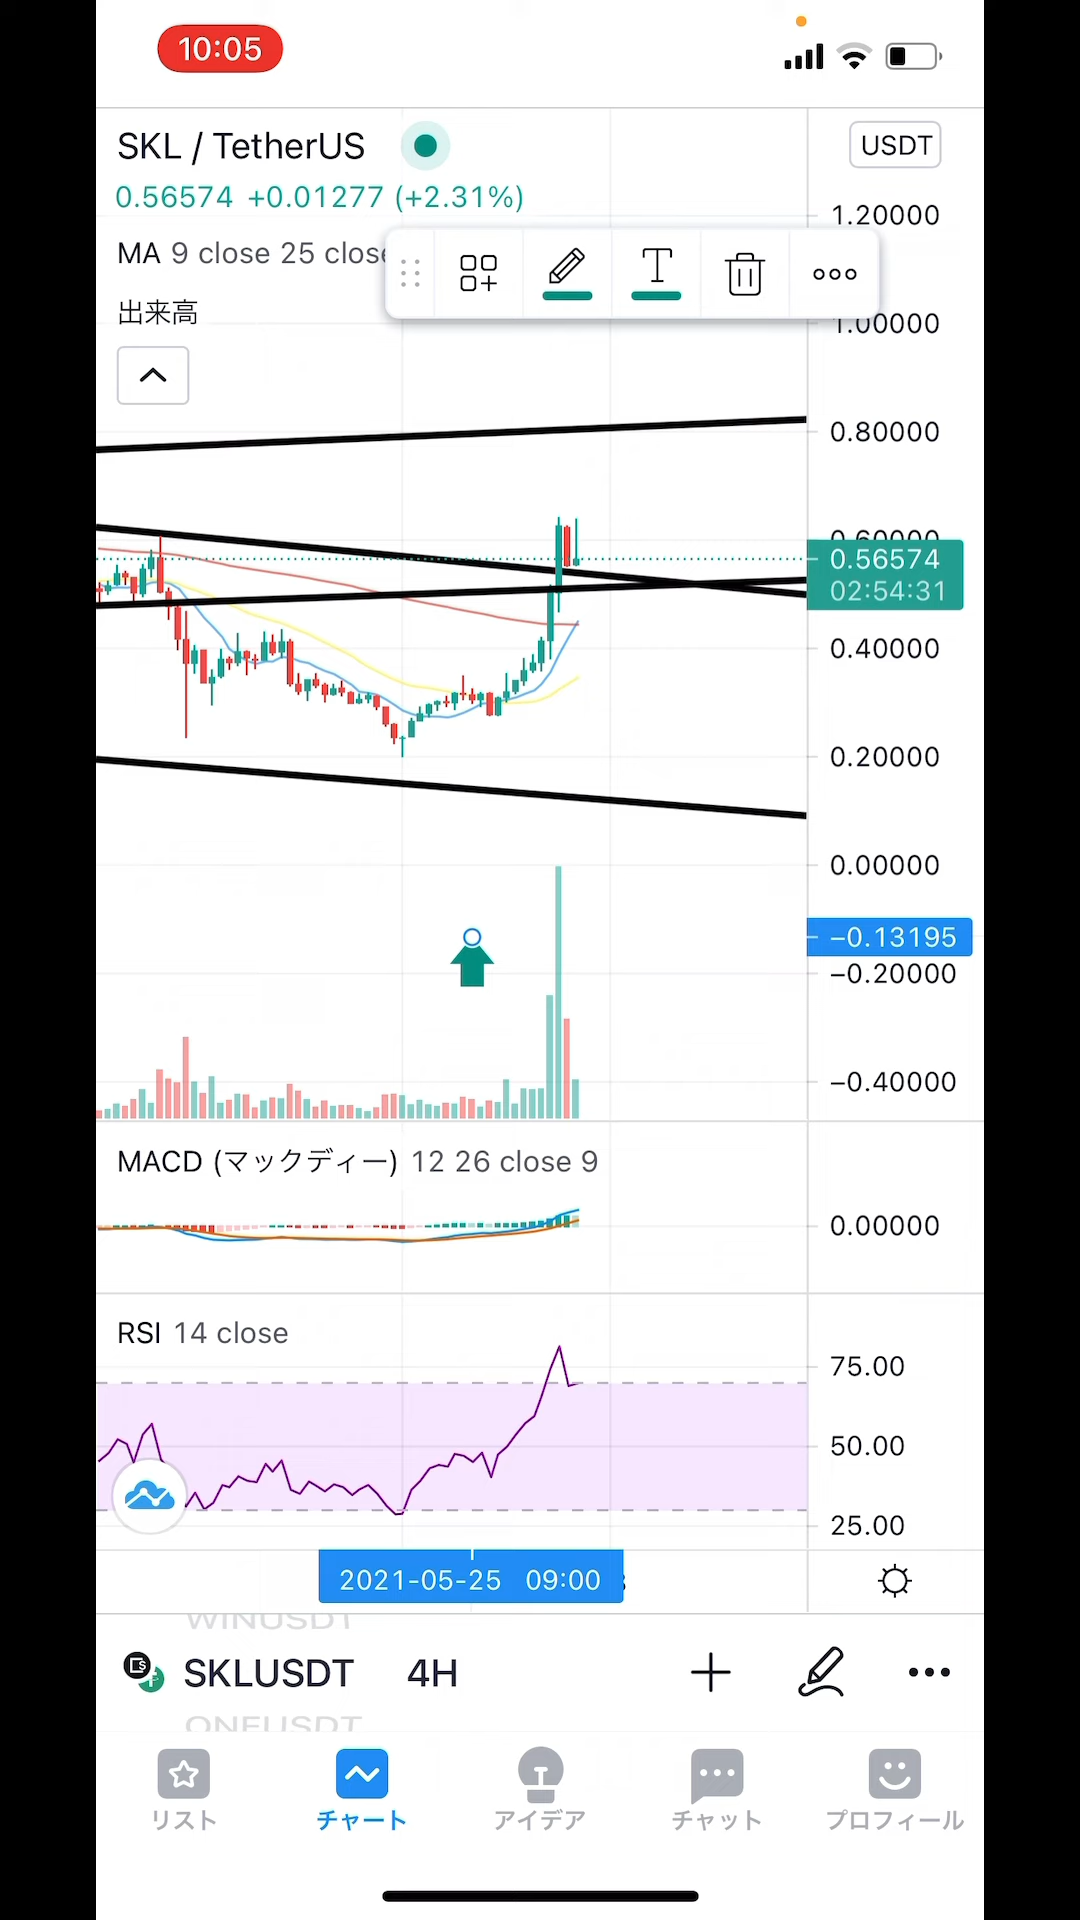 10:05
SKL / TetherUS
USDT
0.56574 +0.01277 (+2.31%)
1.20000
MA 9 close 25 close
T
出来高
1.00000
0.80000
0.60000
0.56574
02:54:31
0.40000
0.20000
0.00000
−0.13195
−0.20000
−0.40000
MACD (マックディー) 12 26 close 9
0.00000
RSI 14 close
75.00
50.00
25.00
2021-05-25 09:00
WINUSDT
SKLUSDT 4H
ONEUSDT
リスト
チャート
アイデア
チャット
プロフィール